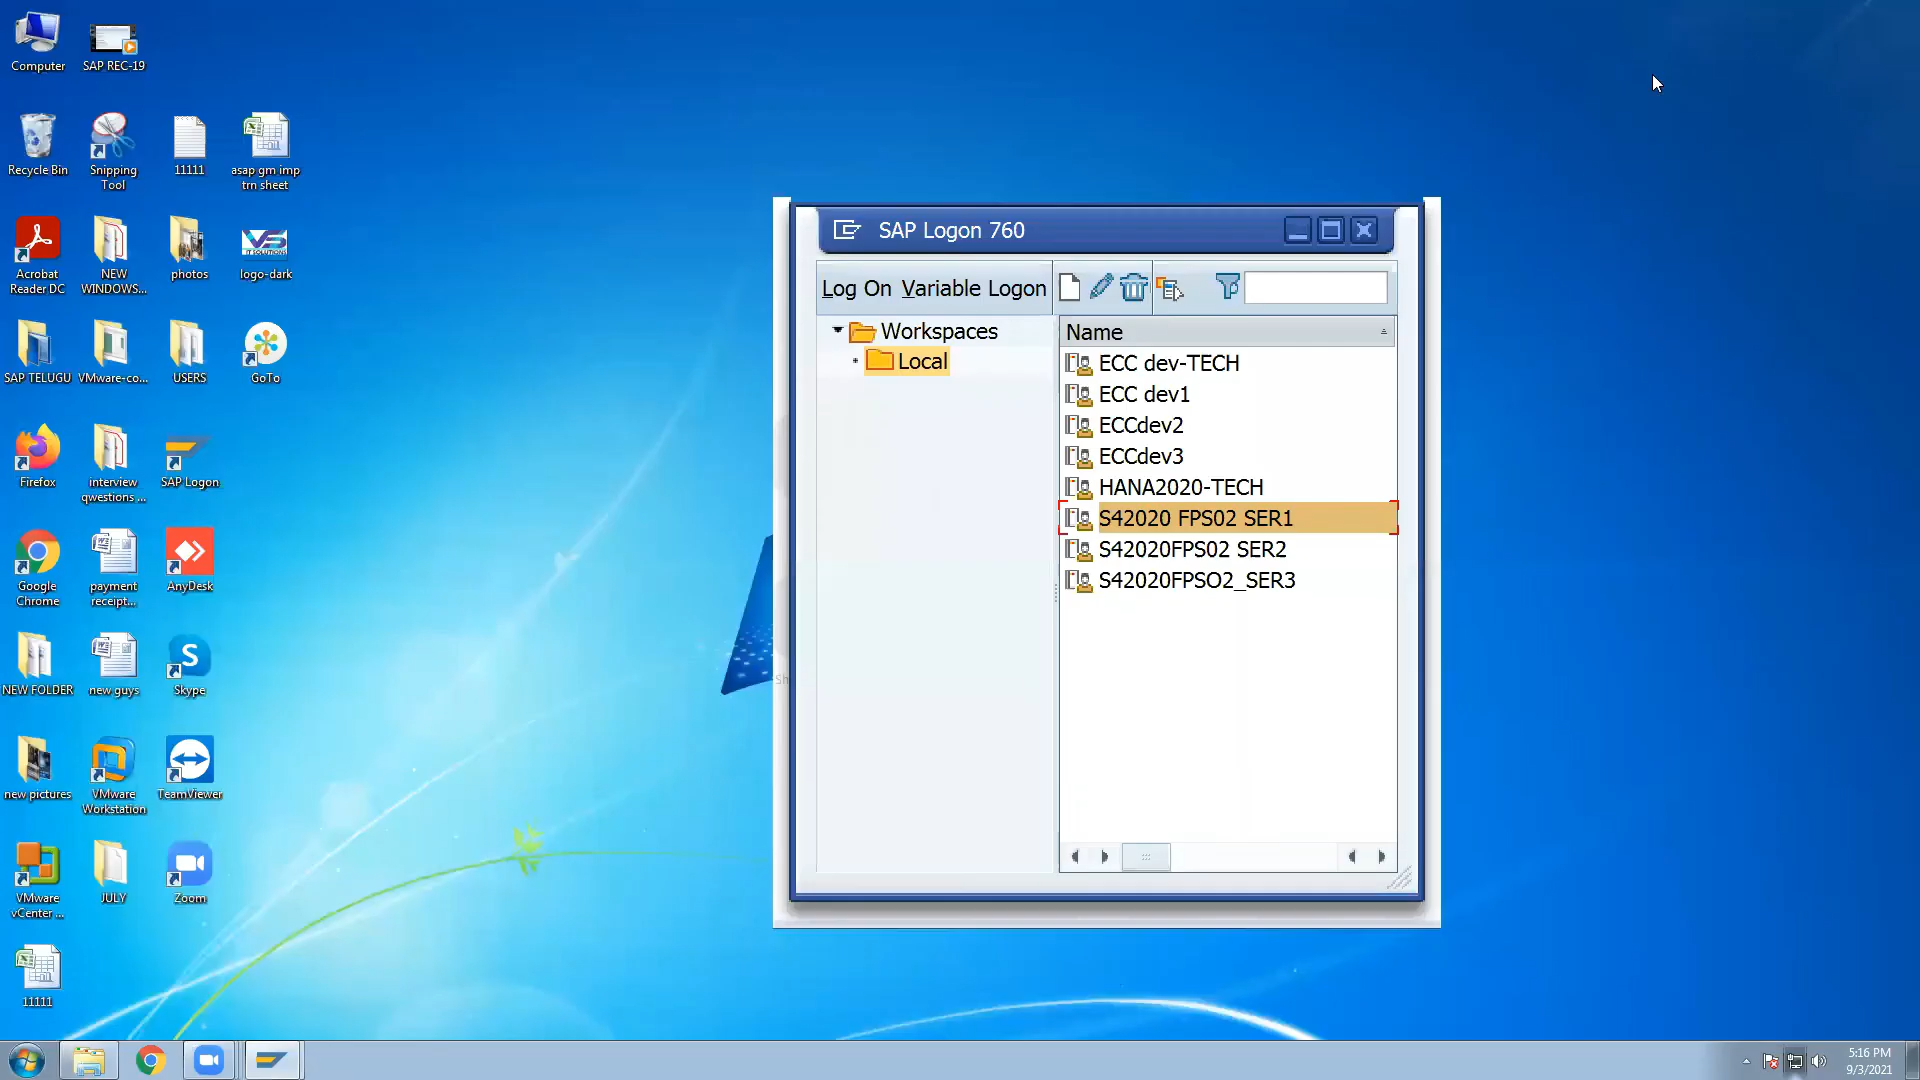 Computer
SAP REC-19
Recycle Bin
Snipping
Tool
11111
asap gm imp
trn sheet
Acrobat
Reader DC
NEW
WINDOWS...
photos
VS
IT SOLUTIONS
logo-dark
SAP TELUGU
VMware-co...
USERS
GoTo
Firefox
interview
qwestions ...
SAP Logon
Google
Chrome
payment
receipt...
AnyDesk
NEW FOLDER
new guys
S
Skype
new pictures
VMware
Workstation
TeamViewer
VMware
vCenter ...
JULY
Zoom
11111
SAP Logon 760
Log On Variable Logon
Workspaces
Local
Name
ECC dev-TECH
ECC dev1
ECCdev2
ECCdev3
HANA2020-TECH
S42020 FPS02 SER1
S42020FPS02 SER2
S42020FPSO2_SER3
5:16 PM
9/3/2021